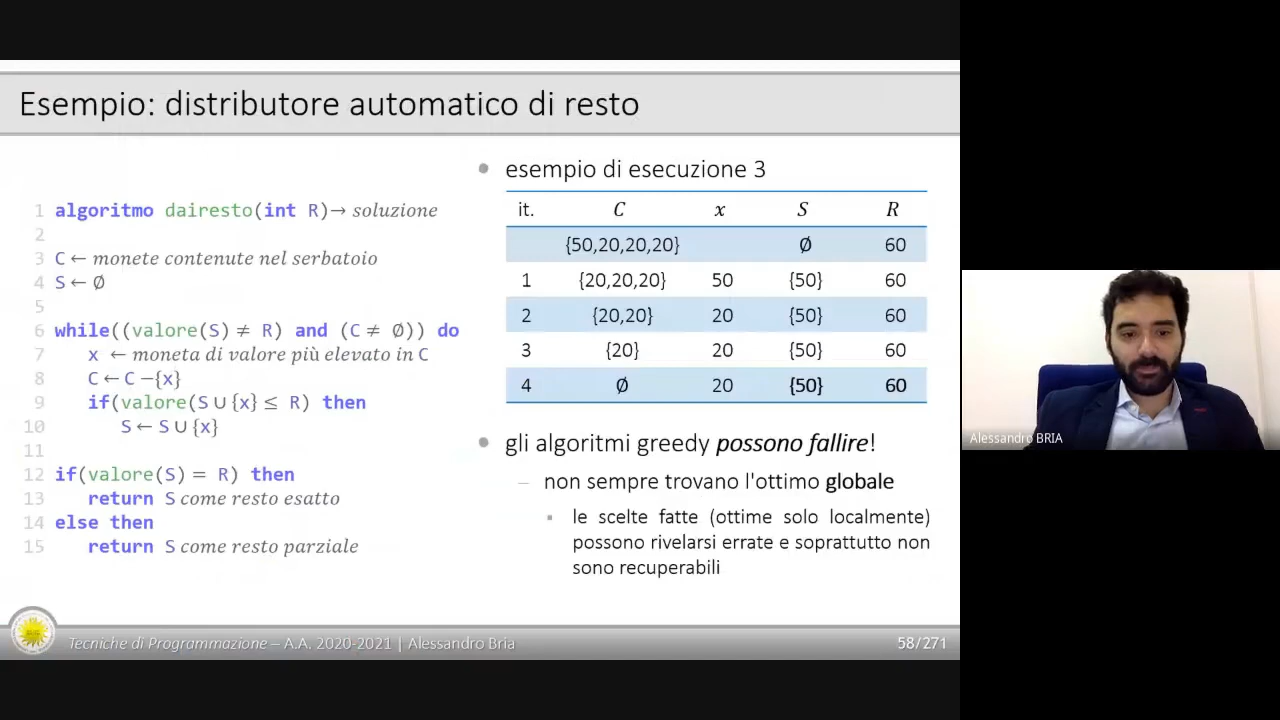 Esempio: distributore automatico di resto
1 algoritmo dairesto(int R)→ soluzione
2
3 C ← monete contenute nel serbatoio
4 S ← ∅
5
6 while((valore(S) ≠ R) and (C ≠ ∅)) do
7 x ← moneta di valore più elevato in C
8 C ← C −{x}
9 if(valore(S ∪ {x} ≤ R) then
10 S ← S ∪ {x}
11
12 if(valore(S) = R) then
13 return S come resto esatto
14 else then
15 return S come resto parziale
• esempio di esecuzione 3
it. C x S R
{50,20,20,20} ∅ 60
1 {20,20,20} 50 {50} 60
2 {20,20} 20 {50} 60
3 {20} 20 {50} 60
4 ∅ 20 {50} 60
• gli algoritmi greedy possono fallire!
– non sempre trovano l'ottimo globale
▪ le scelte fatte (ottime solo localmente)
possono rivelarsi errate e soprattutto non
sono recuperabili
Tecniche di Programmazione – A.A. 2020-2021 | Alessandro Bria
58/271
Alessandro BRIA